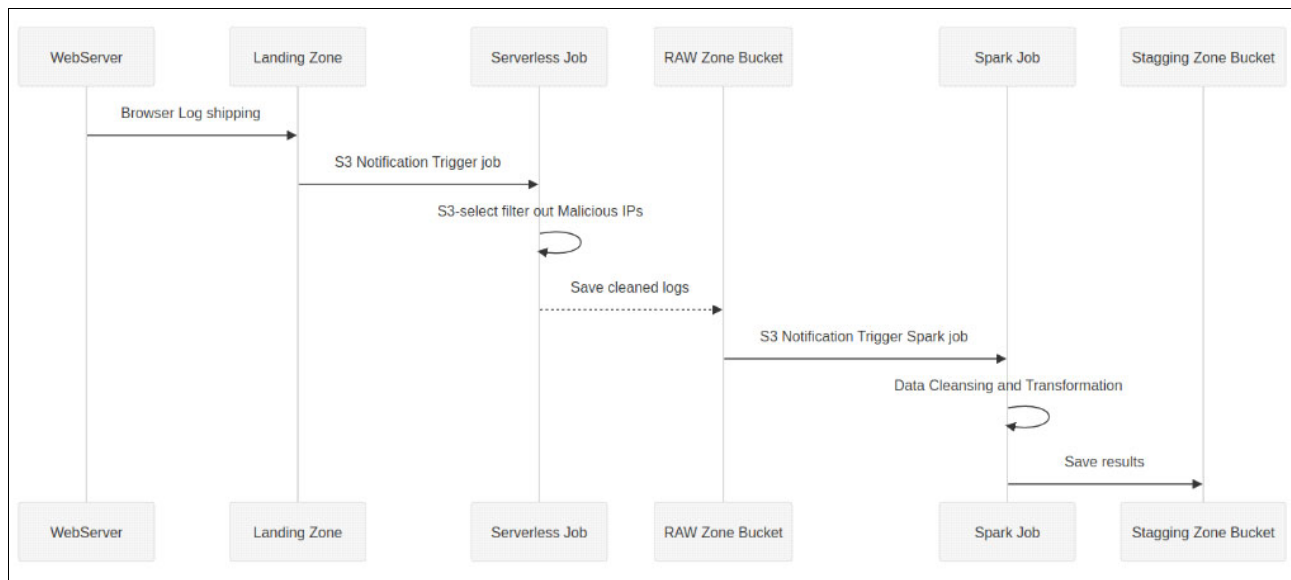 WebServer
Landing Zone
Serverless Job
RAW Zone Bucket
Spark Job
Stagging Zone Bucket
Browser Log shipping
S3 Notification Trigger job
S3-select filter out Malicious IPs
Save cleaned logs
S3 Notification Trigger Spark job
Data Cleansing and Transformation
Save results
WebServer
Landing Zone
Serverless Job
RAW Zone Bucket
Spark Job
Stagging Zone Bucket